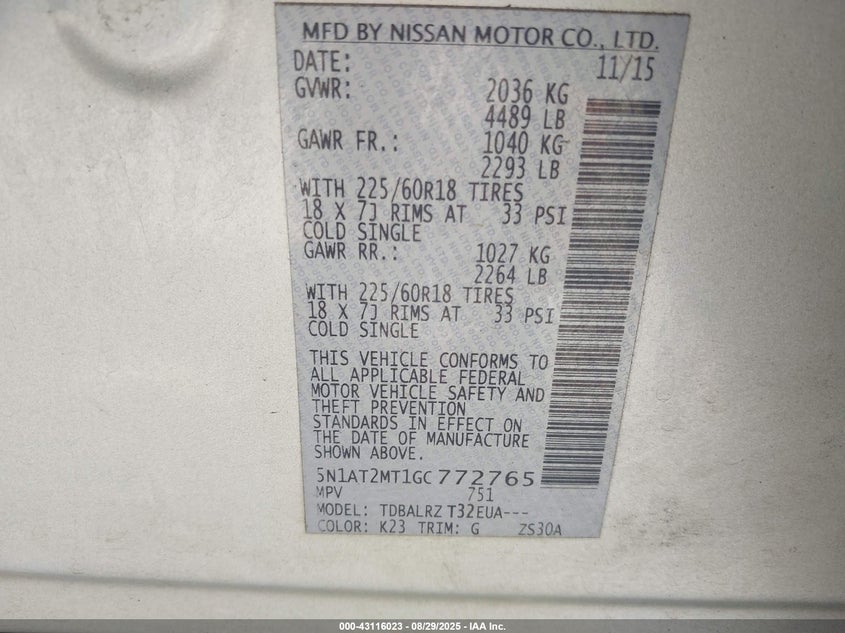 MFD BY NISSAN MOTOR CO., LTD.
DATE: 11/15
GVWR: 2036 KG
4489 LB
GAWR FR.: 1040 KG
2293 LB
WITH 225/60R18 TIRES
18 X 7J RIMS AT 33 PSI
COLD SINGLE
GAWR RR.: 1027 KG
2264 LB
WITH 225/60R18 TIRES
18 X 7J RIMS AT 33 PSI
COLD SINGLE
THIS VEHICLE CONFORMS TO
ALL APPLICABLE FEDERAL
MOTOR VEHICLE SAFETY AND
THEFT PREVENTION
STANDARDS IN EFFECT ON
THE DATE OF MANUFACTURE
SHOWN ABOVE.
5N1AT2MT1GC772765
MPV 751
MODEL: TDBALRZ T32EUA---
COLOR: K23 TRIM: G ZS30A
000-43116023 - 08/29/2025 - IAA Inc.